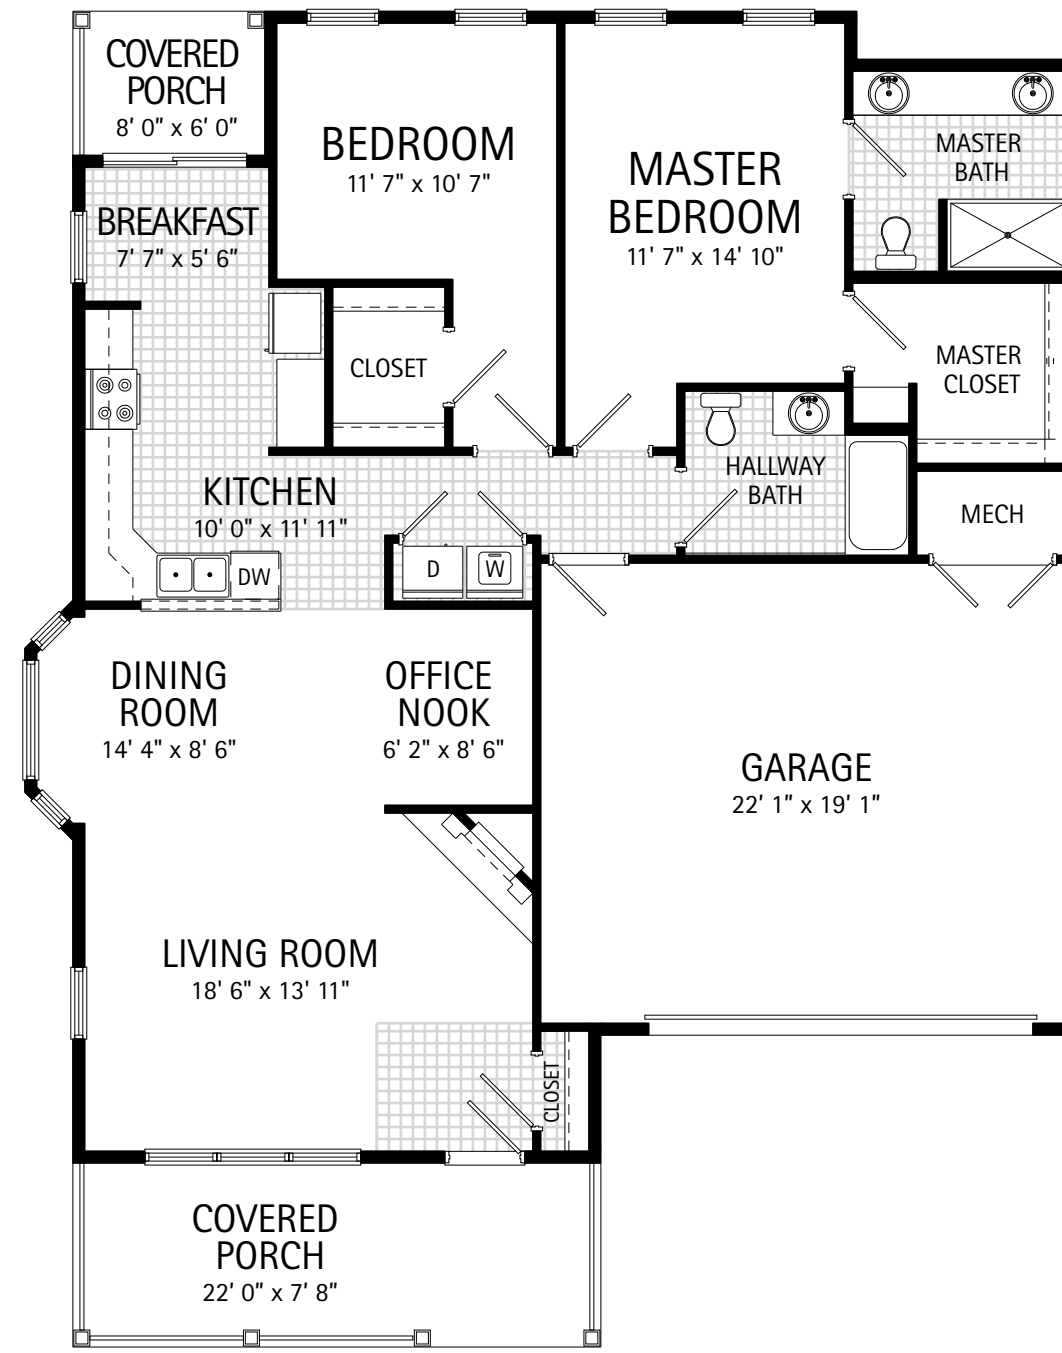 COVERED
PORCH
8' 0" x 6' 0"
BEDROOM
11' 7" x 10' 7"
MASTER
BEDROOM
11' 7" x 14' 10"
MASTER
BATH
BREAKFAST
7' 7" x 5' 6"
CLOSET
MASTER
CLOSET
KITCHEN
10' 0" x 11' 11"
HALLWAY
BATH
MECH
DW
D
W
DINING
ROOM
14' 4" x 8' 6"
OFFICE
NOOK
6' 2" x 8' 6"
GARAGE
22' 1" x 19' 1"
LIVING ROOM
18' 6" x 13' 11"
CLOSET
COVERED
PORCH
22' 0" x 7' 8"